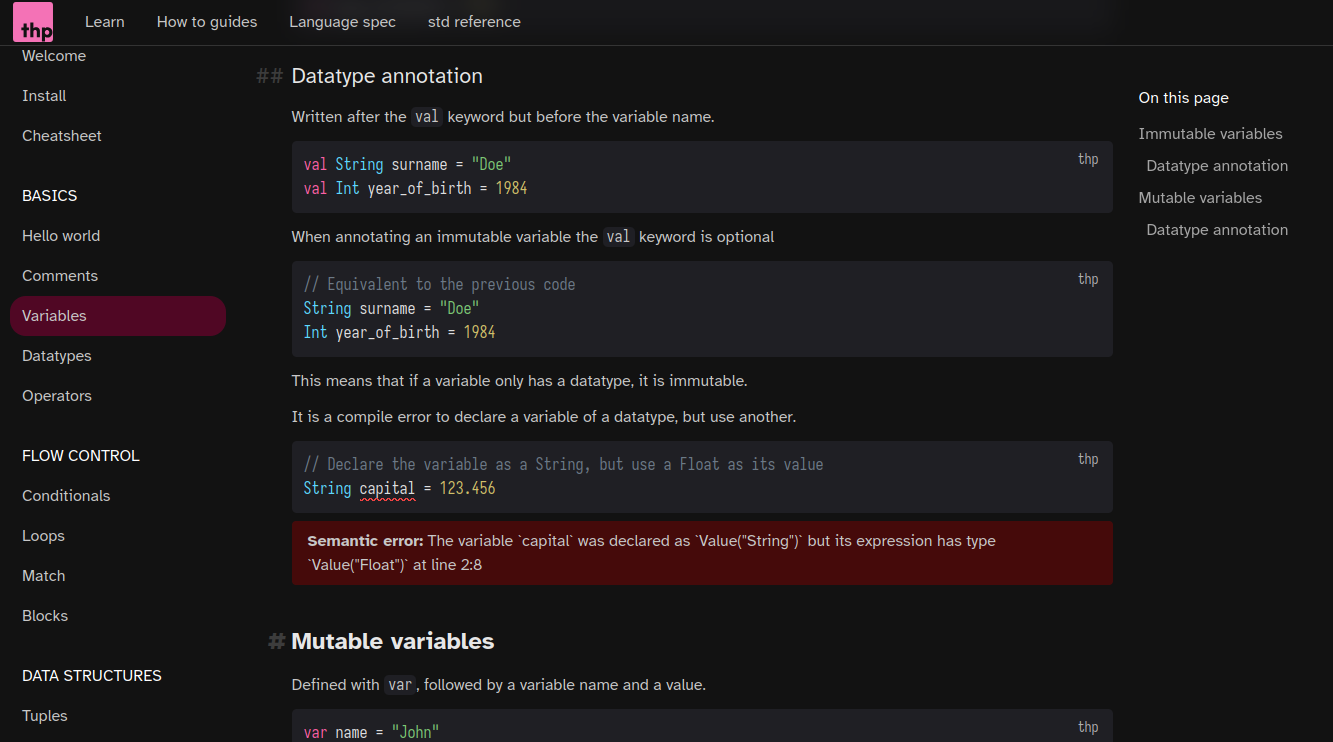 thp
Learn
How to guides
Language spec
std reference
Welcome
Install
Cheatsheet
BASICS
Hello world
Comments
Variables
Datatypes
Operators
FLOW CONTROL
Conditionals
Loops
Match
Blocks
DATA STRUCTURES
Tuples
## Datatype annotation
Written after the val keyword but before the variable name.
thp
val String surname = "Doe"
val Int year_of_birth = 1984
When annotating an immutable variable the val keyword is optional
thp
// Equivalent to the previous code
String surname = "Doe"
Int year_of_birth = 1984
This means that if a variable only has a datatype, it is immutable.
It is a compile error to declare a variable of a datatype, but use another.
thp
// Declare the variable as a String, but use a Float as its value
String capital = 123.456
Semantic error: The variable `capital` was declared as `Value("String")` but its expression has type
`Value("Float")` at line 2:8
# Mutable variables
Defined with var, followed by a variable name and a value.
thp
var name = "John"
On this page
Immutable variables
Datatype annotation
Mutable variables
Datatype annotation